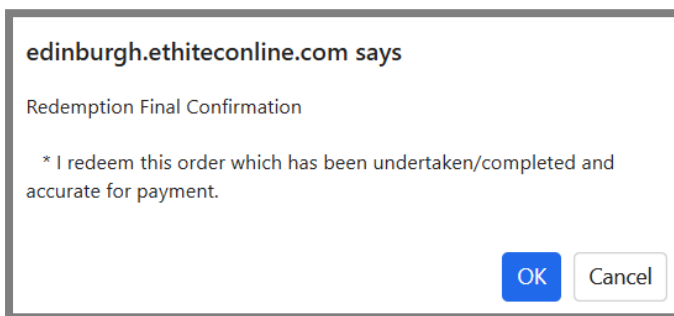 edinburgh.ethiteconline.com says
Redemption Final Confirmation
* I redeem this order which has been undertaken/completed and
accurate for payment.
OK
Cancel